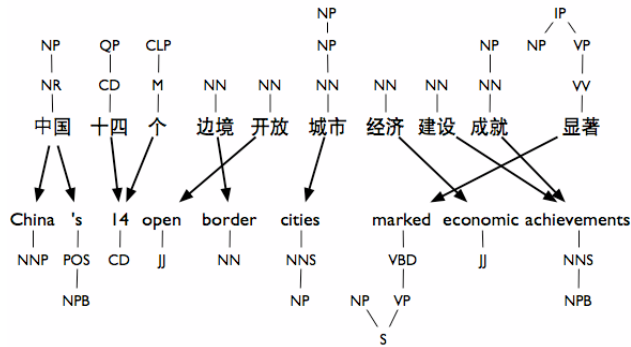 NP IP
NP QP CLP NP NP NP VP
NR CD M NN NN NN NN NN NN VV
中国 十四 个 边境 开放 城市 经济 建设 成就 显著
China 's 14 open border cities marked economic achievements
NNP POS CD JJ NN NNS VBD JJ NNS
NPB NP NP VP NPB
S